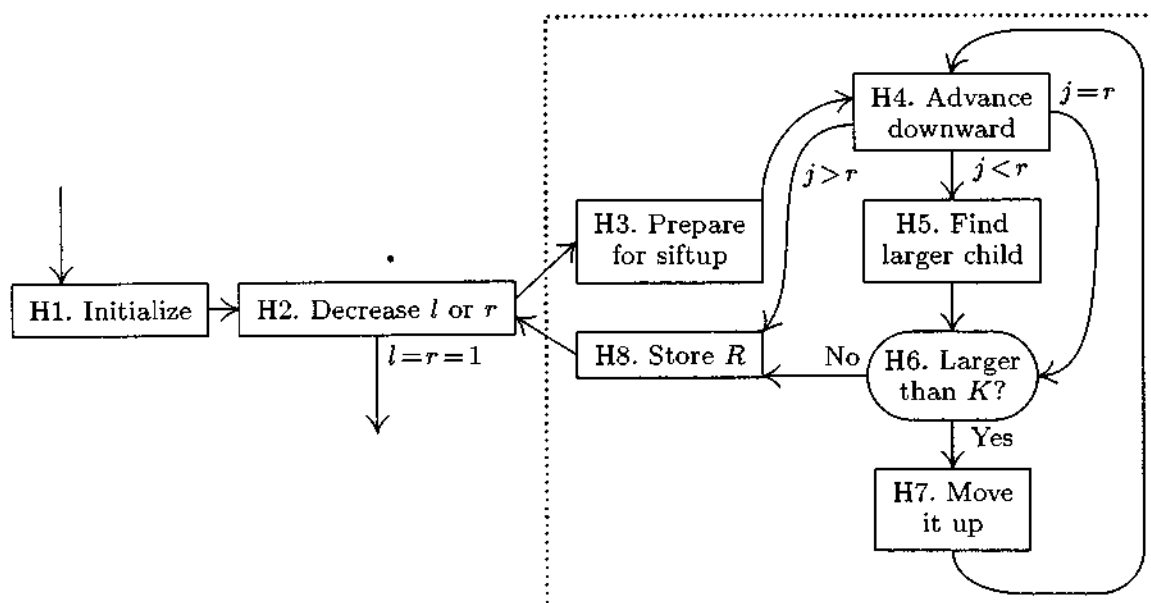 H1. Initialize
H2. Decrease l or r
l=r=1
H3. Prepare
for siftup
H4. Advance
downward
j=r
j>r
j<r
H5. Find
larger child
H6. Larger
than K?
No
Yes
H7. Move
it up
H8. Store R